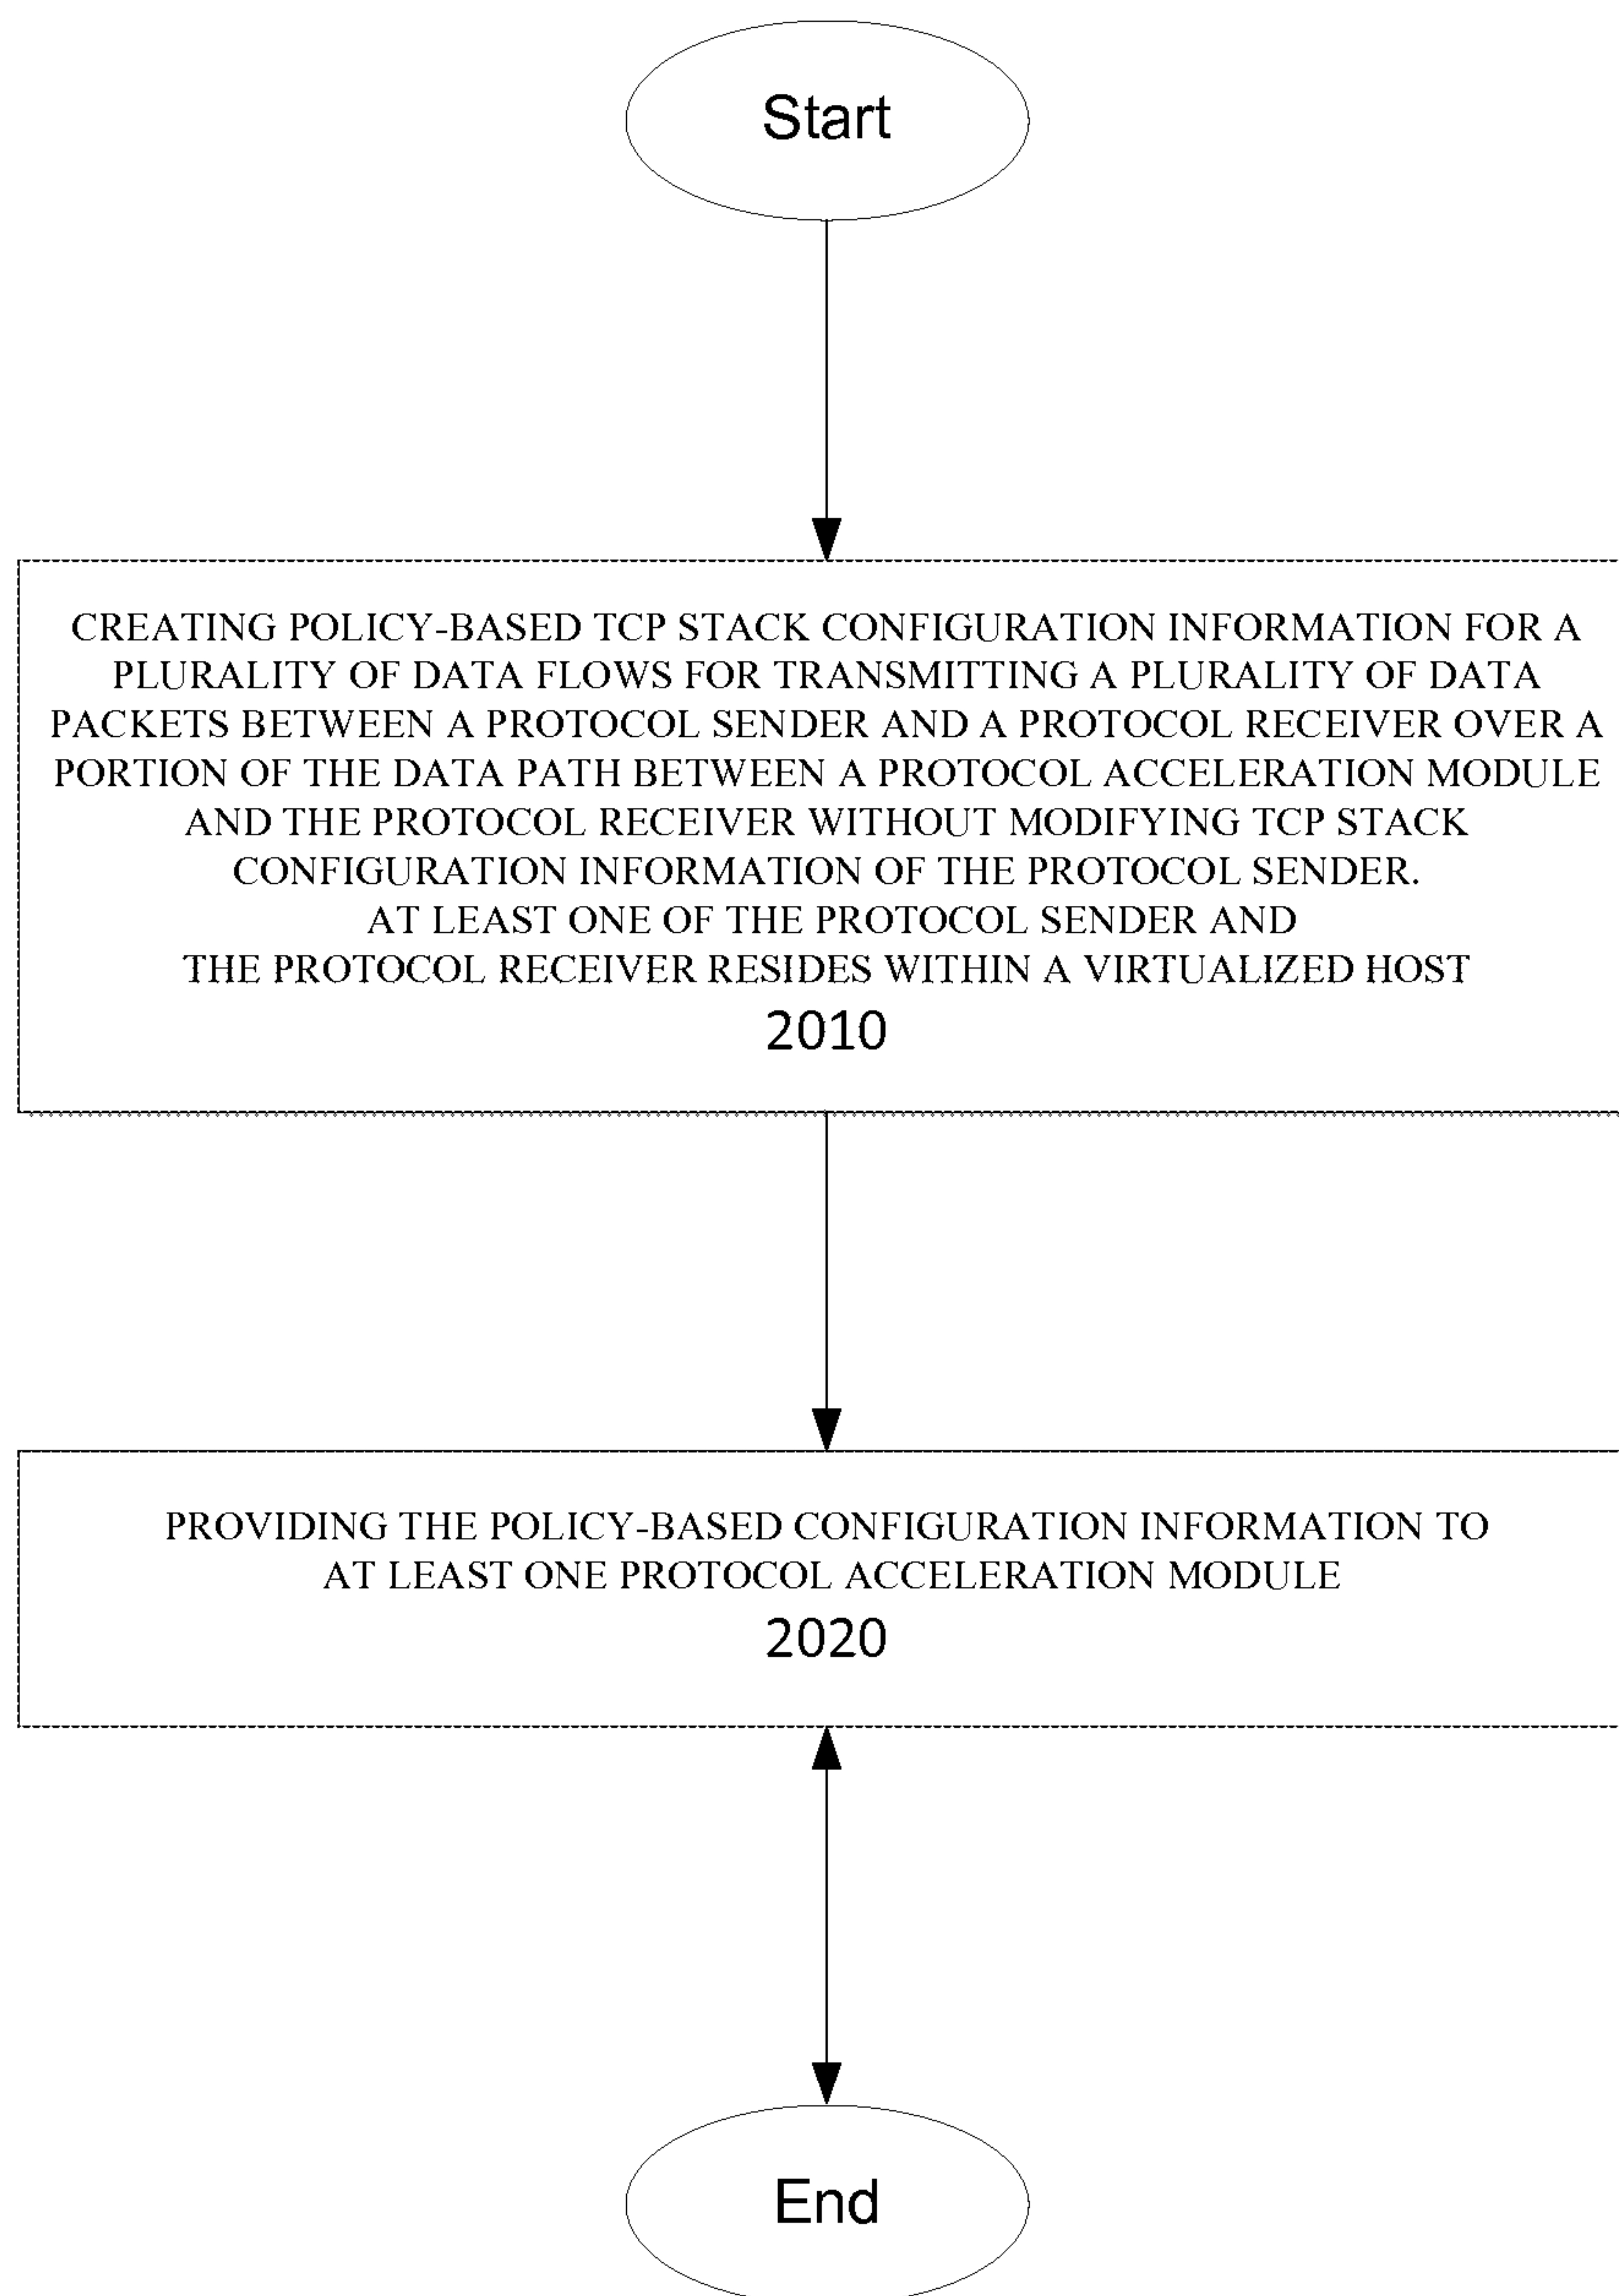 Start
CREATING POLICY-BASED TCP STACK CONFIGURATION INFORMATION FOR A
PLURALITY OF DATA FLOWS FOR TRANSMITTING A PLURALITY OF DATA
PACKETS BETWEEN A PROTOCOL SENDER AND A PROTOCOL RECEIVER OVER A
PORTION OF THE DATA PATH BETWEEN A PROTOCOL ACCELERATION MODULE
AND THE PROTOCOL RECEIVER WITHOUT MODIFYING TCP STACK
CONFIGURATION INFORMATION OF THE PROTOCOL SENDER.
AT LEAST ONE OF THE PROTOCOL SENDER AND
THE PROTOCOL RECEIVER RESIDES WITHIN A VIRTUALIZED HOST
2010
PROVIDING THE POLICY-BASED CONFIGURATION INFORMATION TO
AT LEAST ONE PROTOCOL ACCELERATION MODULE
2020
End